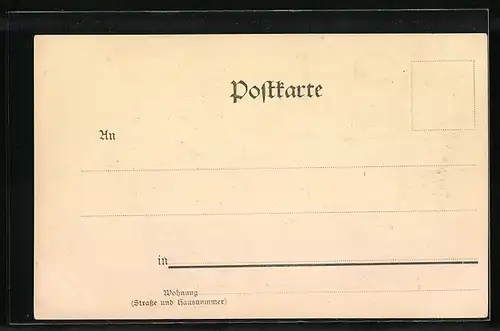 Postkarte
An
in
Wohnung
(Straße und Hausnummer)